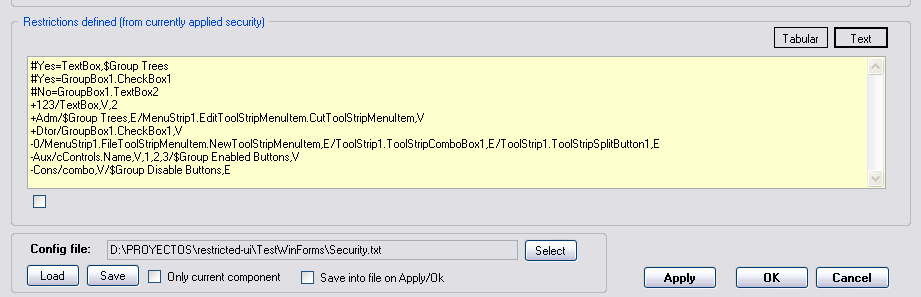 Restrictions defined (from currently applied security)
Tabular Text
#Yes=TextBox,$Group Trees
#Yes=GroupBox1.CheckBox1
#No=GroupBox1.TextBox2
+123/TextBox,V,2
+Adm/$Group Trees,E/MenuStrip1.EditToolStripMenuItem.CutToolStripMenuItem,V
+Dtor/GroupBox1.CheckBox1,V
-0/MenuStrip1.FileToolStripMenuItem.NewToolStripMenuItem,E/ToolStrip1.ToolStripComboBox1,E/ToolStrip1.ToolStripSplitButton1,E
-Aux/cControls.Name,V,1,2,3/$Group Enabled Buttons,V
-Cons/combo,V/$Group Disable Buttons,E
Config file: D:\PROYECTOS\restricted-ui\TestWinForms\Security.txt Select
Load Save Only current component Save into file on Apply/Ok
Apply OK Cancel